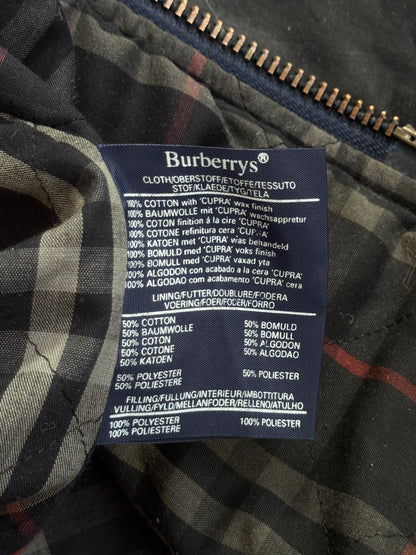 Burberrys®
CLOTH/OBERSTOFF/ETOFFE/TESSUTO
STOF/KLAEDE/TYG/TELA
100% COTTON with 'CUPRA' wax finish
100% BAUMWOLLE mit 'CUPRA' wachsappretur
100% COTON finition à la cire 'CUPRA'
100% COTONE refinitura cera 'CUPRA'
100% KATOEN met 'CUPRA' was behandeld
100% BOMULD med 'CUPRA' voks finish
100% BOMULL med 'CUPRA' vaxad yta
100% ALGODON con acabado a la cera 'CUPRA'
100% ALGODAO com acabamento 'CUPRA' cera
LINING/FUTTER/DOUBLURE/FODERA
VOERING/FOER/FODER/FORRO
50% COTTON 50% BOMULD
50% BAUMWOLLE 50% BOMULL
50% COTON 50% ALGODON
50% COTONE 50% ALGODAO
50% KATOEN
50% POLYESTER 50% POLIESTER
50% POLIESTERE
FILLING/FULLUNG/INTERIEUR/IMBOTTITURA
VULLING/FYLD/MELLANFODER/RELLENO/ATULHO
100% POLYESTER 100% POLIESTER
100% POLIESTERE